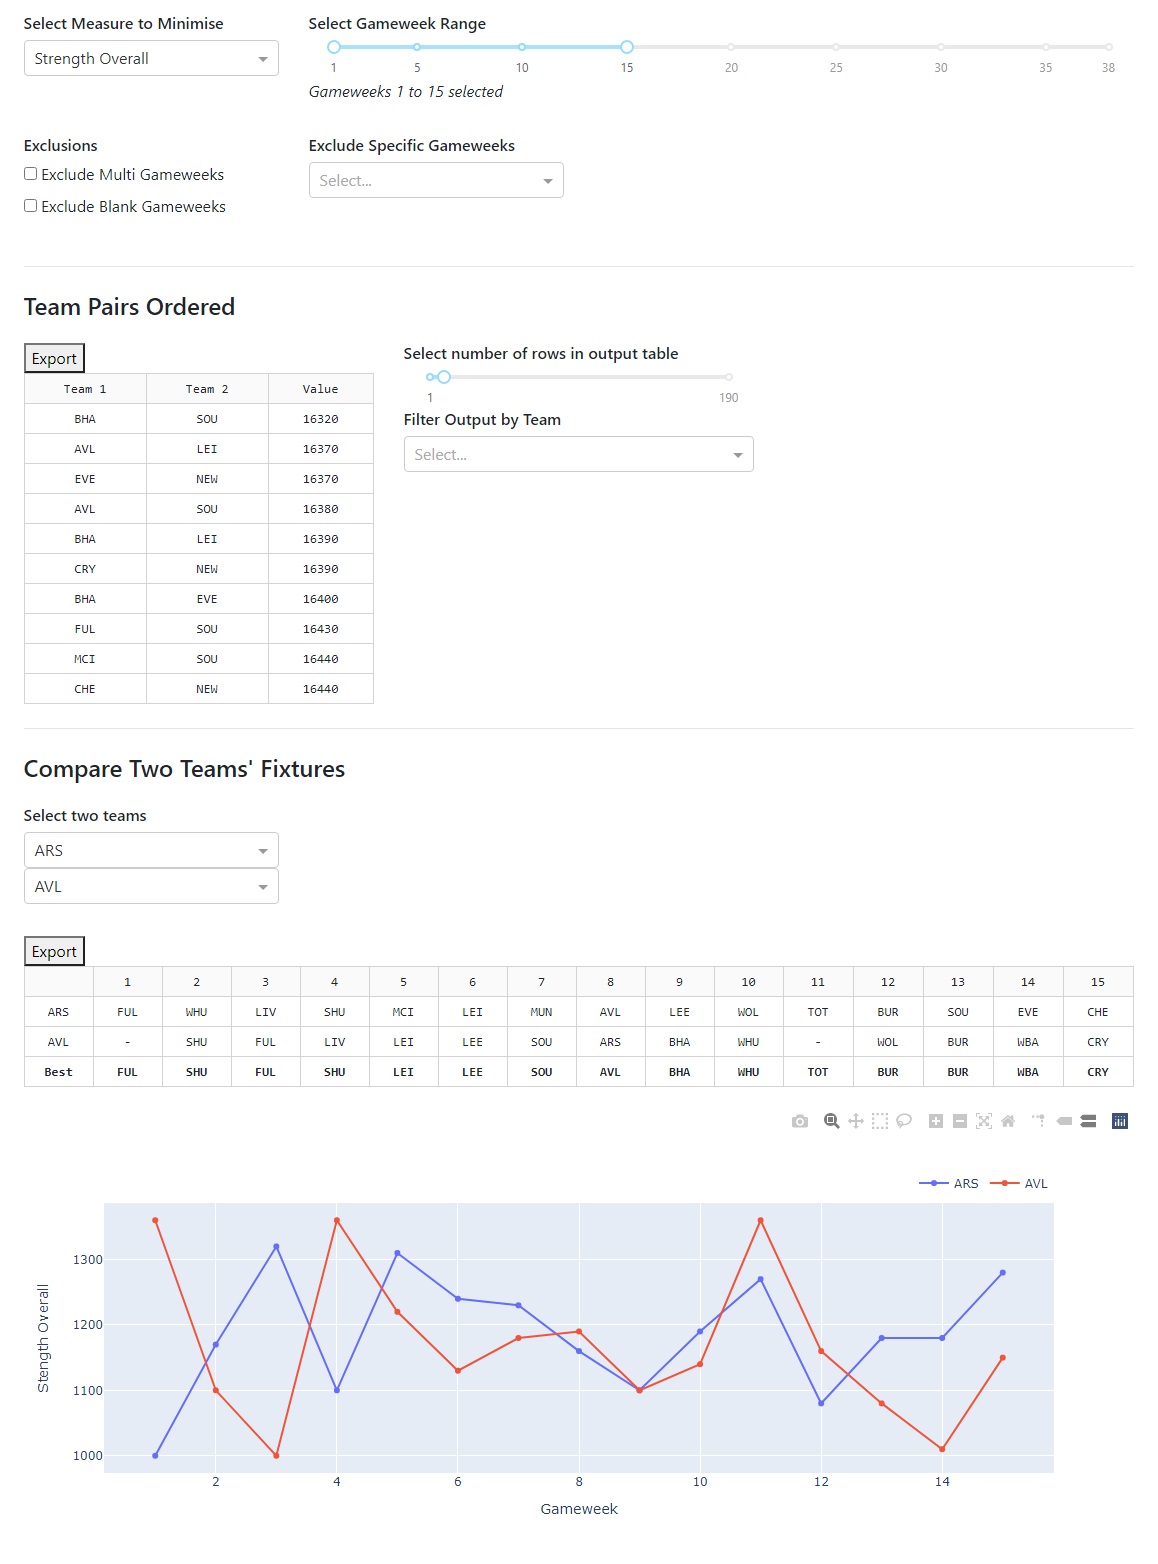 Select Measure to Minimise
Select Gameweek Range
Strength Overall
1 5 10 15 20 25 30 35 38
Gameweeks 1 to 15 selected
Exclusions
Exclude Specific Gameweeks
Exclude Multi Gameweeks
Select...
Exclude Blank Gameweeks
Team Pairs Ordered
Export
Select number of rows in output table
1 190
Filter Output by Team
Select...
Team 1 Team 2 Value
BHA SOU 16320
AVL LEI 16370
EVE NEW 16370
AVL SOU 16380
BHA LEI 16390
CRY NEW 16390
BHA EVE 16400
FUL SOU 16430
MCI SOU 16440
CHE NEW 16440
Compare Two Teams' Fixtures
Select two teams
ARS
AVL
Export
1 2 3 4 5 6 7 8 9 10 11 12 13 14 15
ARS FUL WHU LIV SHU MCI LEI MUN AVL LEE WOL TOT BUR SOU EVE CHE
AVL - SHU FUL LIV LEI LEE SOU ARS BHA WHU - WOL BUR WBA CRY
Best FUL SHU FUL SHU LEI LEE SOU AVL BHA WHU TOT BUR BUR WBA CRY
ARS AVL
1300
1200
1100
1000
Stength Overall
2 4 6 8 10 12 14
Gameweek